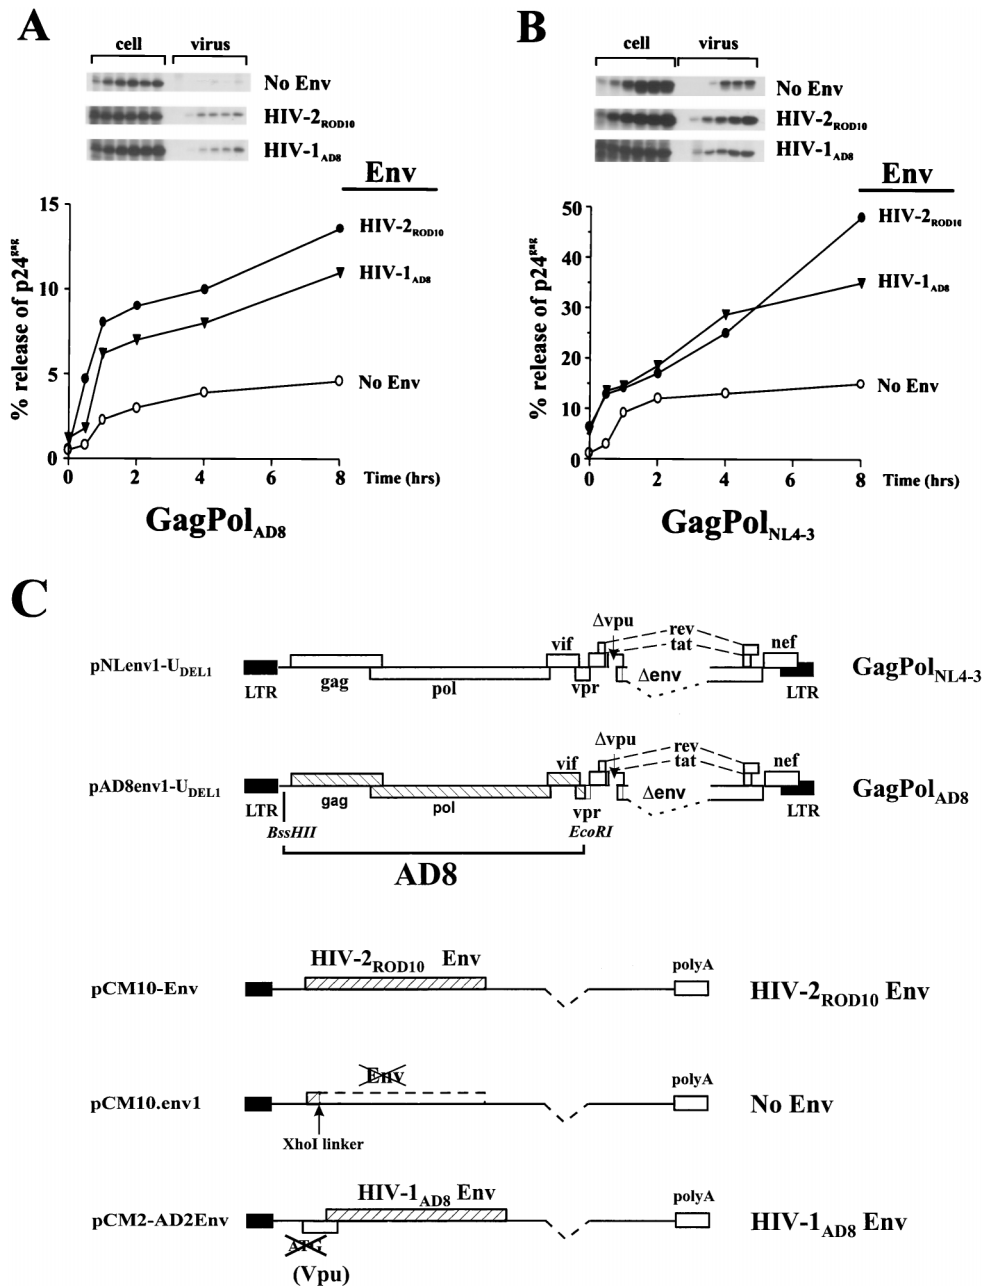 A
cell virus
No Env
HIV-2ROD10
HIV-1AD8
Env
% release of p24gag
15
10
5
0
HIV-2ROD10
HIV-1AD8
No Env
0 2 4 6 8 Time (hrs)
GagPolAD8
B
cell virus
No Env
HIV-2ROD10
HIV-1AD8
Env
% release of p24gag
50
40
30
20
10
0
HIV-2ROD10
HIV-1AD8
No Env
0 2 4 6 8 Time (hrs)
GagPolNL4-3
C
pNLenv1-UDEL1
LTR
gag
pol
vif
vpr
Δvpu
rev
tat
Δenv
nef
LTR
GagPolNL4-3
pAD8env1-UDEL1
LTR
gag
pol
vif
vpr
Δvpu
rev
tat
Δenv
nef
LTR
GagPolAD8
BssHII
EcoRI
AD8
pCM10-Env
HIV-2ROD10 Env
polyA
HIV-2ROD10 Env
pCM10.env1
Env
XhoI linker
polyA
No Env
pCM2-AD2Env
HIV-1AD8 Env
ATG
(Vpu)
polyA
HIV-1AD8 Env